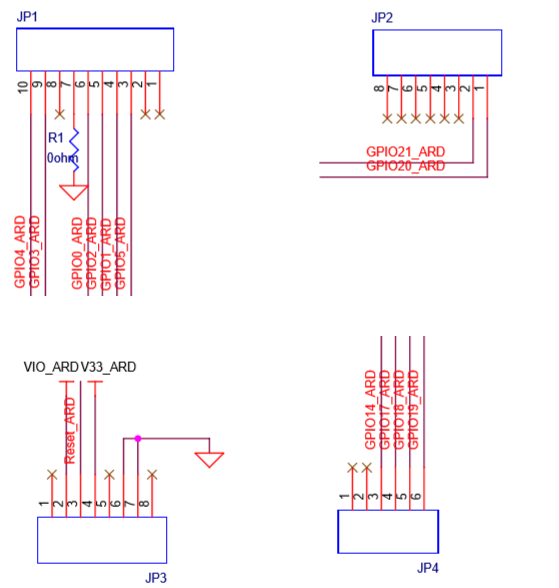 JP1
10 9 8 7 6 5 4 3 2 1
R1
0ohm
GPIO4_ARD
GPIO3_ARD
GPIO0_ARD
GPIO2_ARD
GPIO1_ARD
GPIO5_ARD
JP2
8 7 6 5 4 3 2 1
GPIO21_ARD
GPIO20_ARD
VIO_ARD V33_ARD
Reset_ARD
1 2 3 4 5 6 7 8
JP3
GPIO14_ARD
GPIO17_ARD
GPIO18_ARD
GPIO19_ARD
1 2 3 4 5 6
JP4